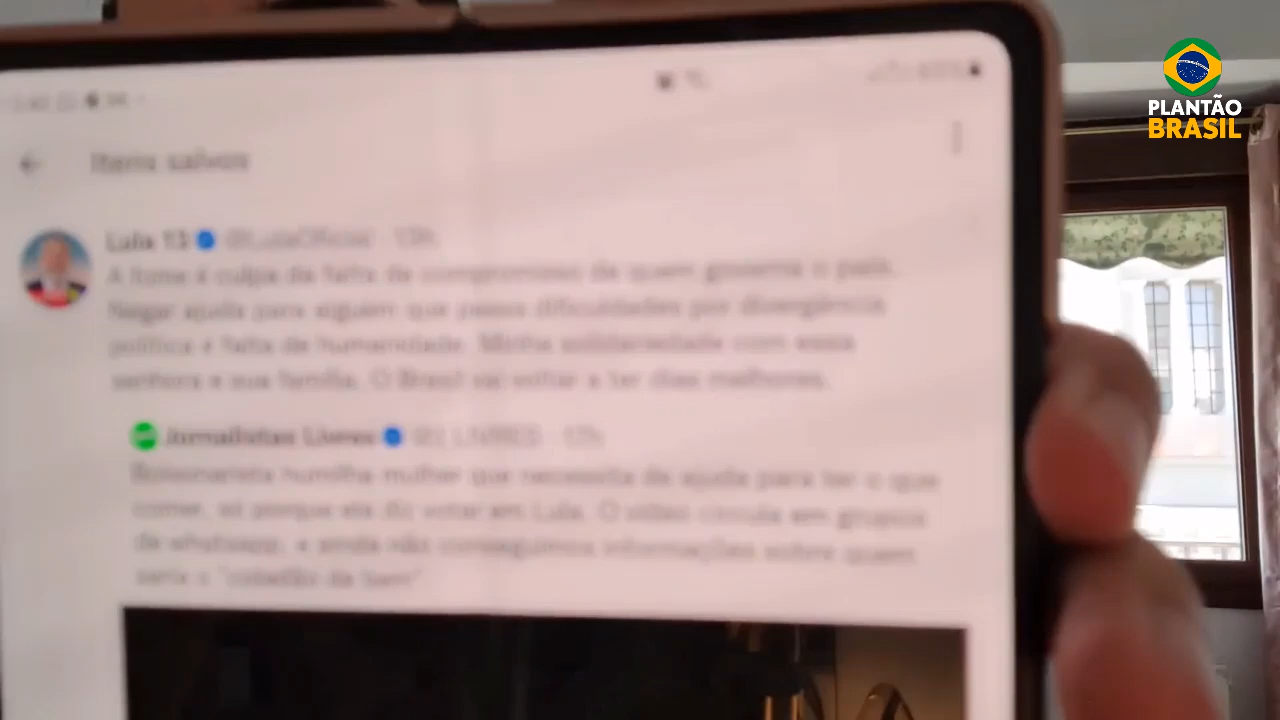 PLANTÃO
BRASIL
Itens salvos
Lula 13 @LulaOficial · 13h
A fome é culpa da falta de compromisso de quem governa o país.
Negar ajuda para alguém que passa dificuldades por divergência
política é falta de humanidade. Minha solidariedade com essa
senhora e sua família. O Brasil vai voltar a ter dias melhores.
Jornalistas Livres @J_LIVRES
Bolsonarista humilha mulher que necessita de ajuda para ter o que
comer, só porque ela diz votar em Lula. O vídeo circula em grupos
de whatsapp, e ainda não conseguimos informações sobre quem
seria o "cidadão de bem"